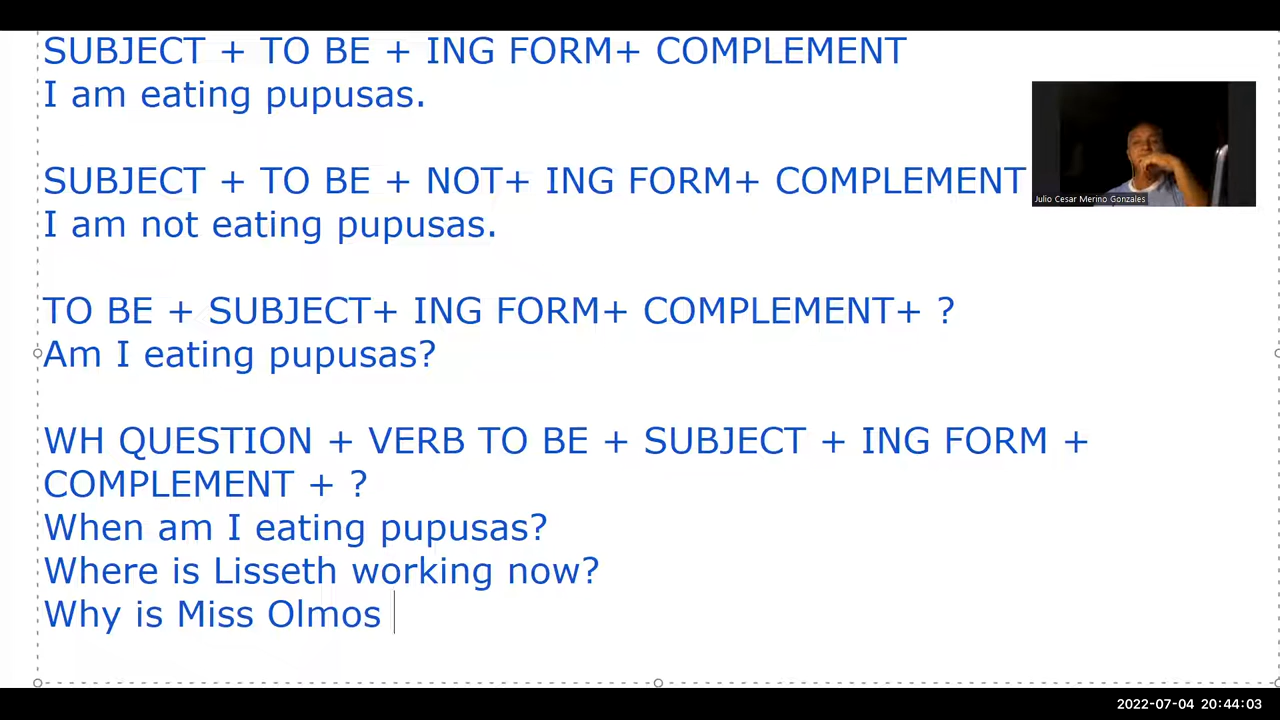 SUBJECT + TO BE + ING FORM+ COMPLEMENT
I am eating pupusas.
SUBJECT + TO BE + NOT+ ING FORM+ COMPLEMENT
I am not eating pupusas.
Julio Cesar Merino Gonzales
TO BE + SUBJECT+ ING FORM+ COMPLEMENT+ ?
Am I eating pupusas?
WH QUESTION + VERB TO BE + SUBJECT + ING FORM +
COMPLEMENT + ?
When am I eating pupusas?
Where is Lisseth working now?
Why is Miss Olmos
2022-07-04 20:44:03